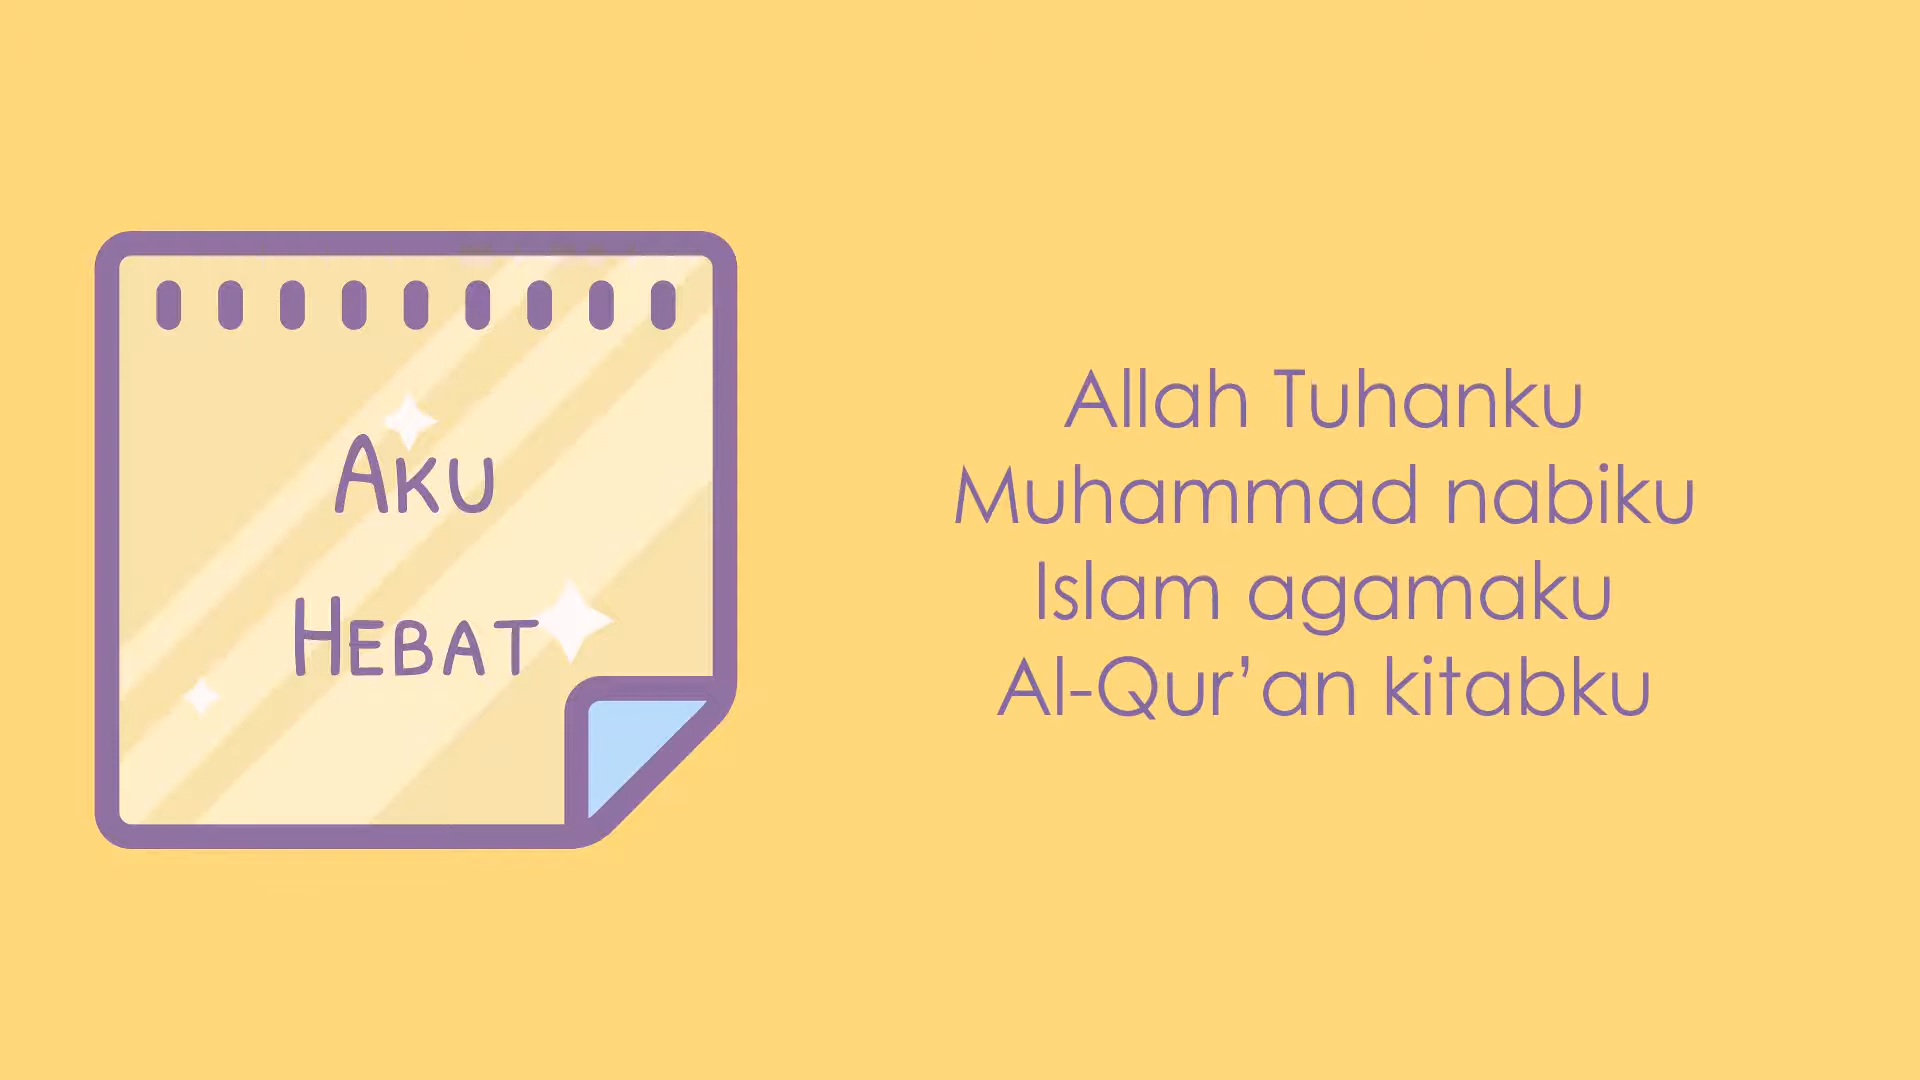 Aku
Hebat
Allah Tuhanku
Muhammad nabiku
Islam agamaku
Al-Qur’an kitabku